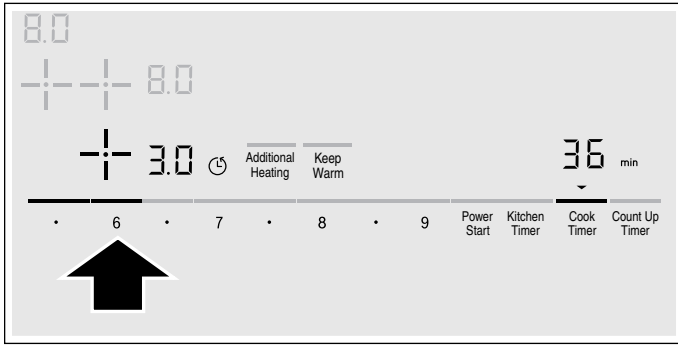 8.0
8.0
3.0 Additional Heating Keep Warm 36 min
· 6 · 7 · 8 · 9 Power Start Kitchen Timer Cook Timer Count Up Timer